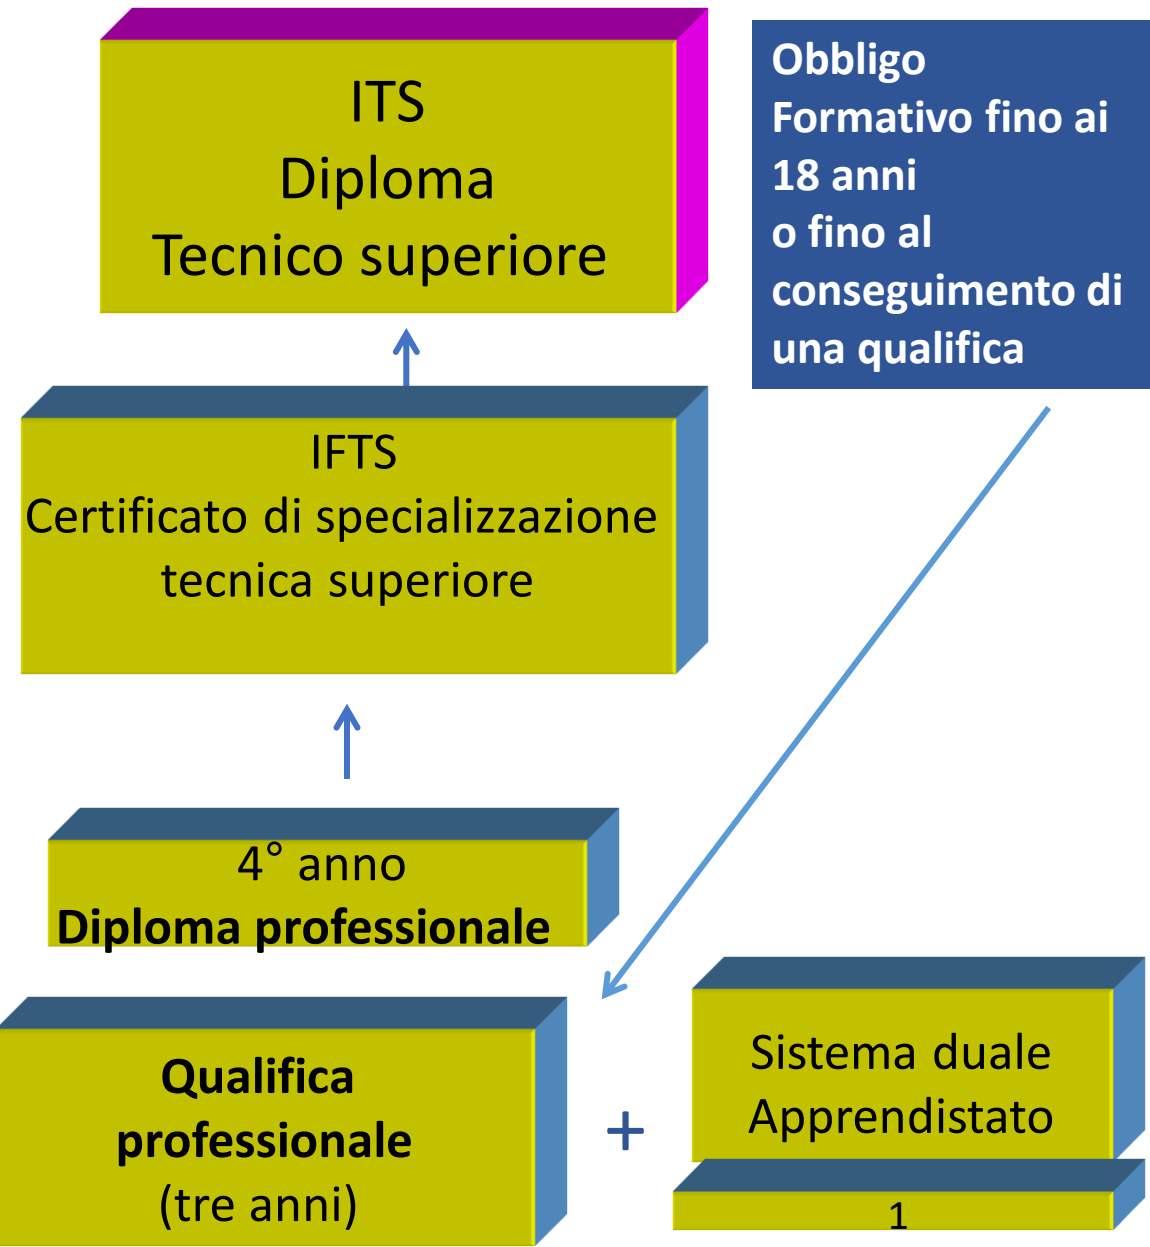 ITS
Diploma
Tecnico superiore
Obbligo
Formativo fino ai
18 anni
o fino al
conseguimento di
una qualifica
IFTS
Certificato di specializzazione
tecnica superiore
4° anno
Diploma professionale
Qualifica
professionale
(tre anni)
+
Sistema duale
Apprendistato
1